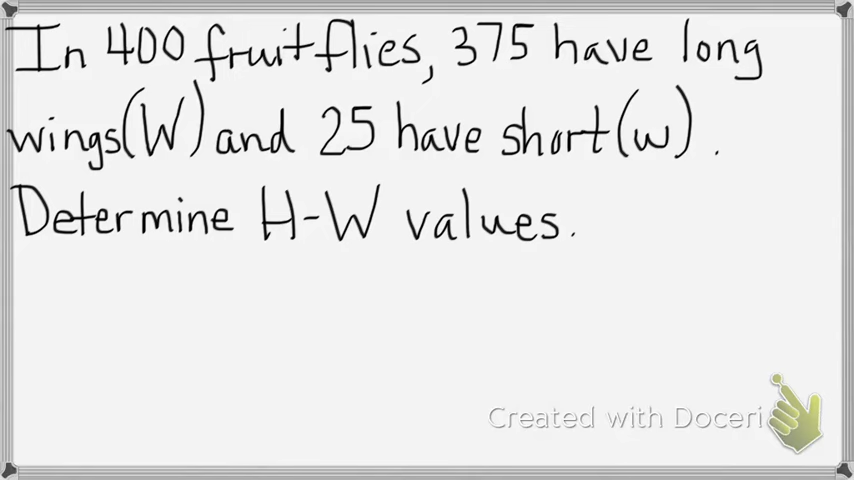 In 400 fruit flies, 375 have long
wings(W) and 25 have short(w).
Determine H-W values.
Created with Doceri